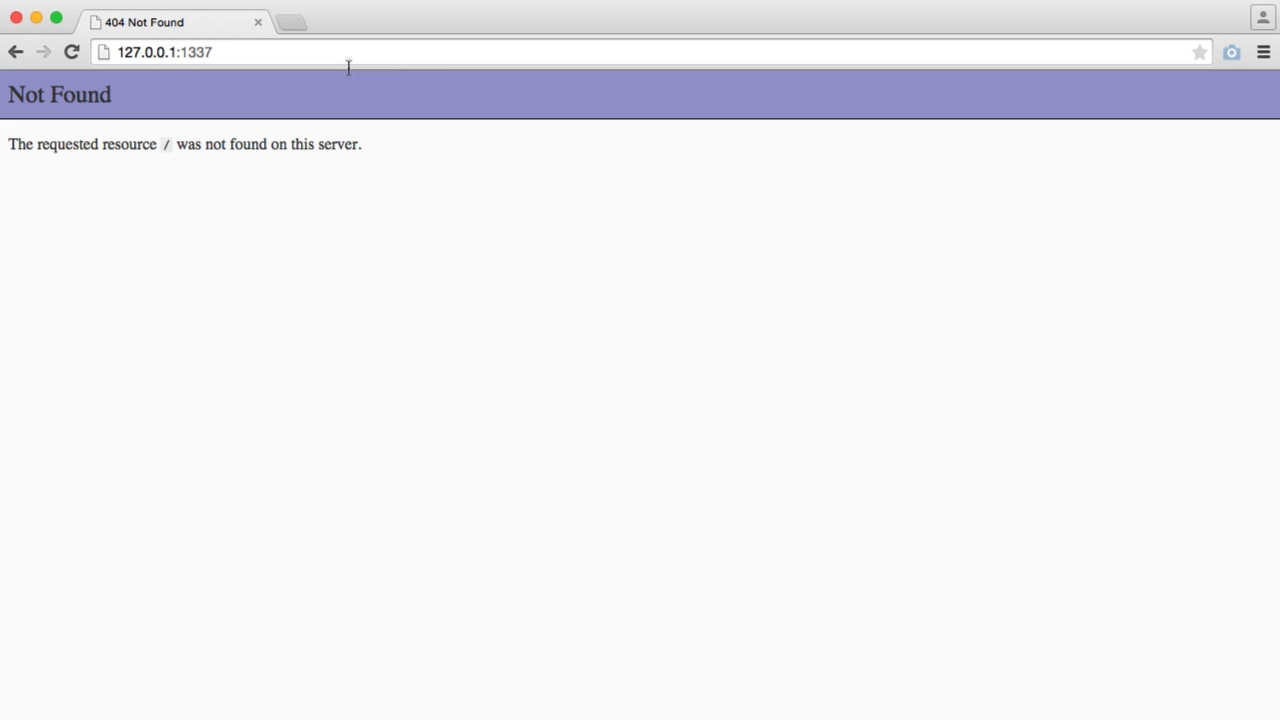 404 Not Found
127.0.0.1:1337
Not Found
The requested resource / was not found on this server.